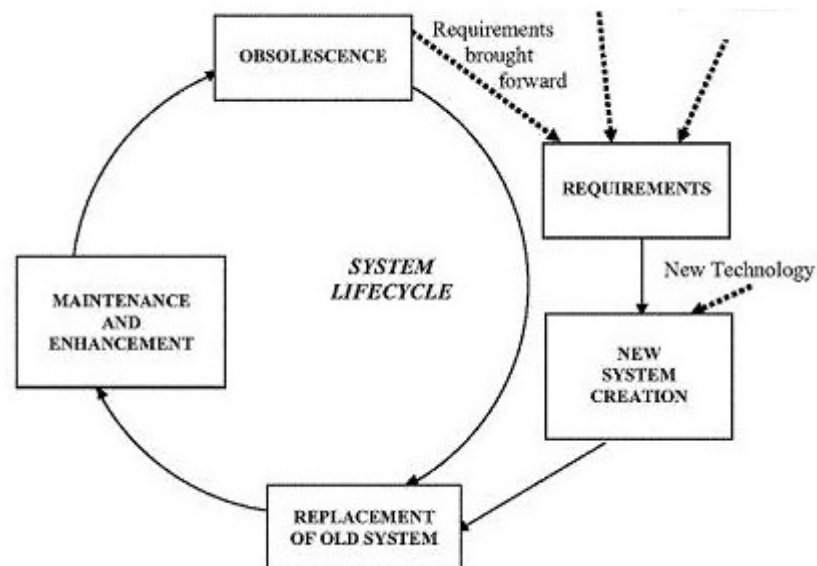 OBSOLESCENCE
Requirements
brought
forward
REQUIREMENTS
New Technology
SYSTEM
LIFECYCLE
MAINTENANCE
AND
ENHANCEMENT
NEW
SYSTEM
CREATION
REPLACEMENT
OF OLD SYSTEM